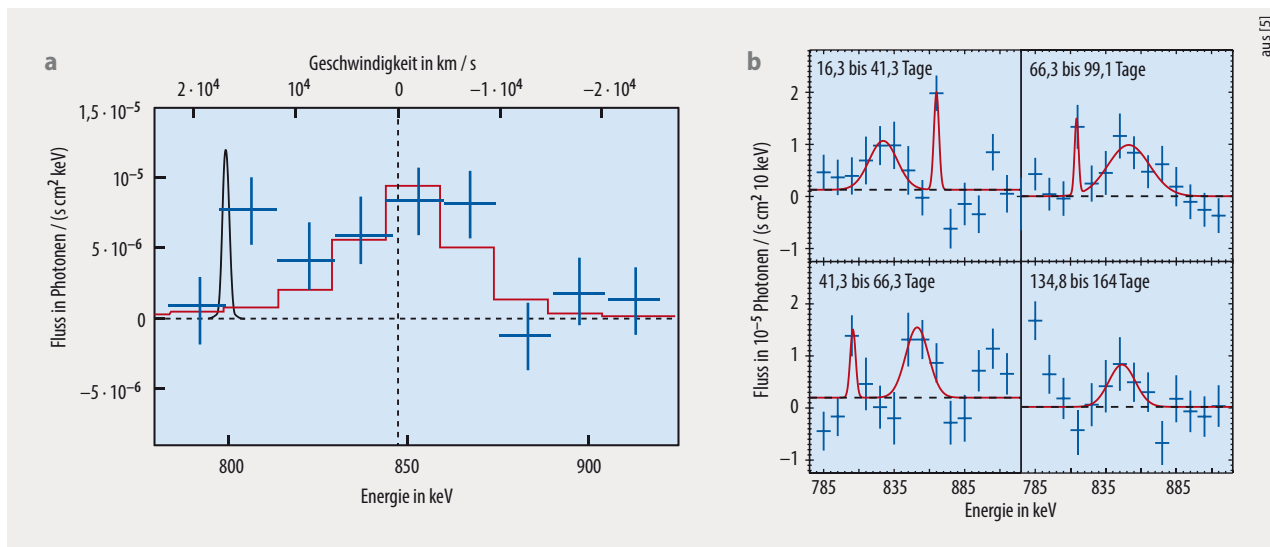 aus [5]
a
Geschwindigkeit in km / s
2 · 10⁴ 10⁴ 0 −1 · 10⁴ −2 · 10⁴
Fluss in Photonen / (s cm² keV)
1,5 · 10⁻⁵
10⁻⁵
5 · 10⁻⁶
0
−5 · 10⁻⁶
800 850 900
Energie in keV
b
Fluss in 10⁻⁵ Photonen / (s cm² 10 keV)
16,3 bis 41,3 Tage 66,3 bis 99,1 Tage
2
1
0
−1
41,3 bis 66,3 Tage 134,8 bis 164 Tage
2
1
0
−1
785 835 885 785 835 885
Energie in keV